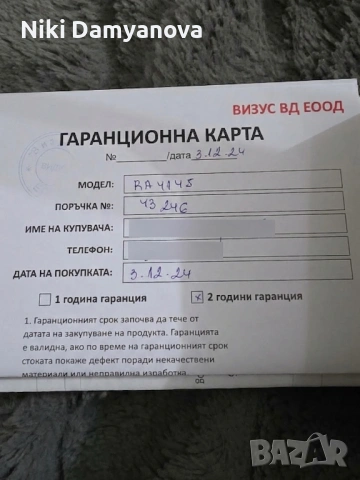 Niki Damyanova
ВИЗУС ВД ЕООД
ГАРАНЦИОННА КАРТА
№________/дата 3.12.24
МОДЕЛ: RA4145
ПОРЪЧКА №: 43246
ИМЕ НА КУПУВАЧА:
ТЕЛЕФОН:
ДАТА НА ПОКУПКАТА: 3.12.24
1 година гаранция x 2 години гаранция
1. Гаранционният срок започва да тече от
датата на закупуване на продукта. Гаранцията
е валидна, ако по време на гаранционният срок
стоката покаже дефект поради некачествени
материали или неправилна изработка.
BAZAR